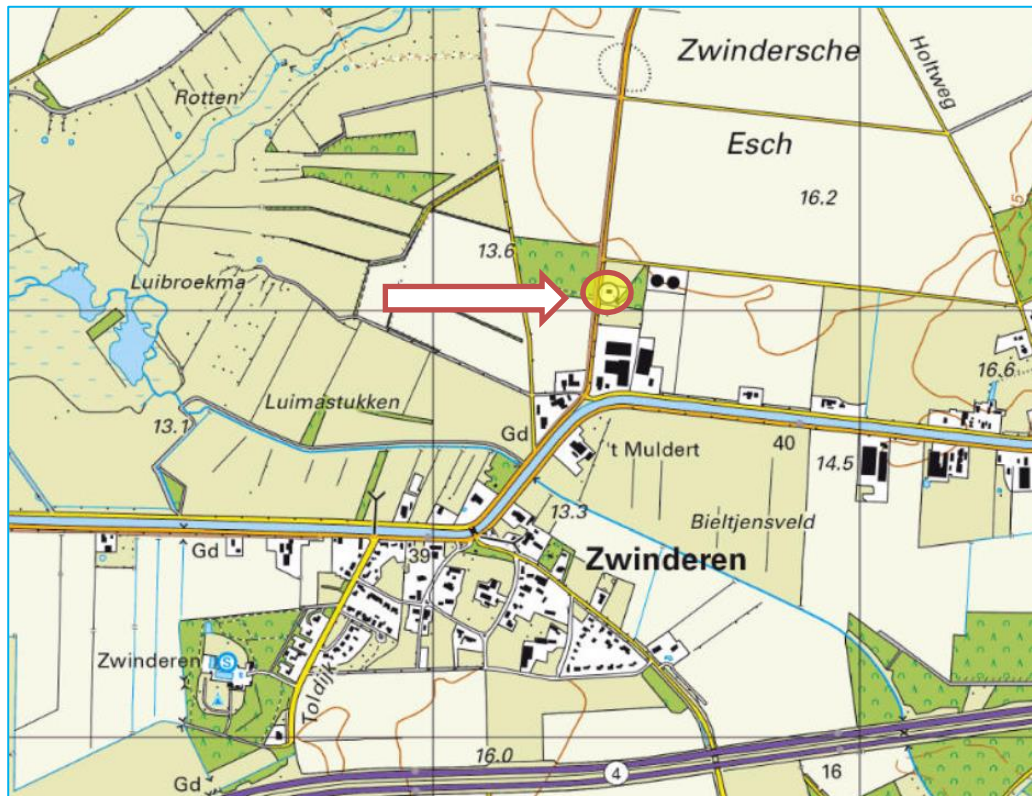 Zwindersche
Holtweg
Rotten
Esch
16.2
15
13.6
Luibroekma
16.6
Luimastukken
13.1
Gd
't Muldert
40
14.5
13.3
Bieltjensveld
Gd
39
Zwinderen
Zwinderen
S
Toldijk
16.0
4
16
Gd